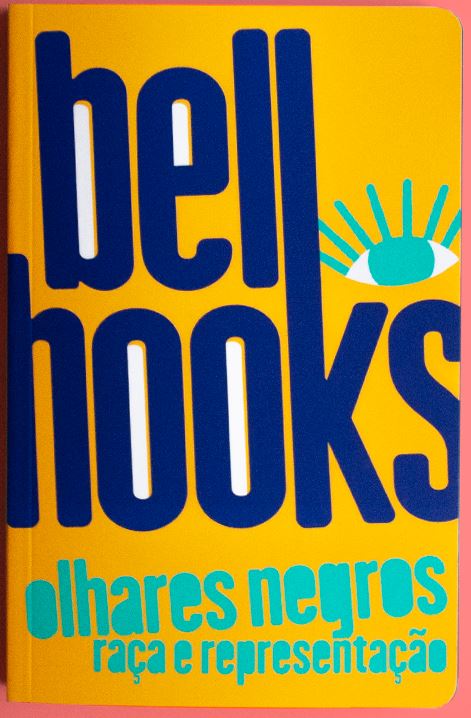 bell
hooks
olhares negros
raça e representação